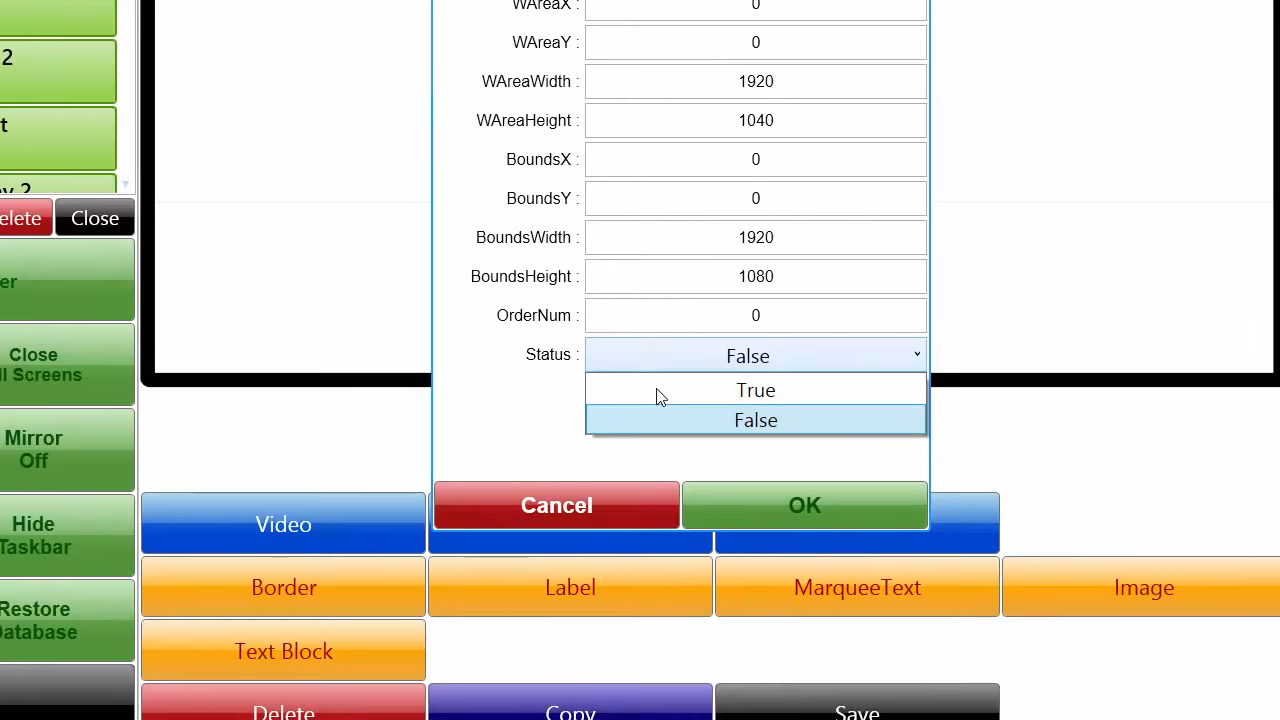 WAreaX : 0
2
WAreaY : 0
WAreaWidth : 1920
t
WAreaHeight : 1040
BoundsX : 0
2
BoundsY : 0
elete Close
BoundsWidth : 1920
er
BoundsHeight : 1080
OrderNum : 0
Close
ll Screens
Status : False
True
False
Mirror
Off
Cancel OK
Hide
Taskbar
Video
Border Label MarqueeText Image
Restore
Database
Text Block
Delete Copy Save